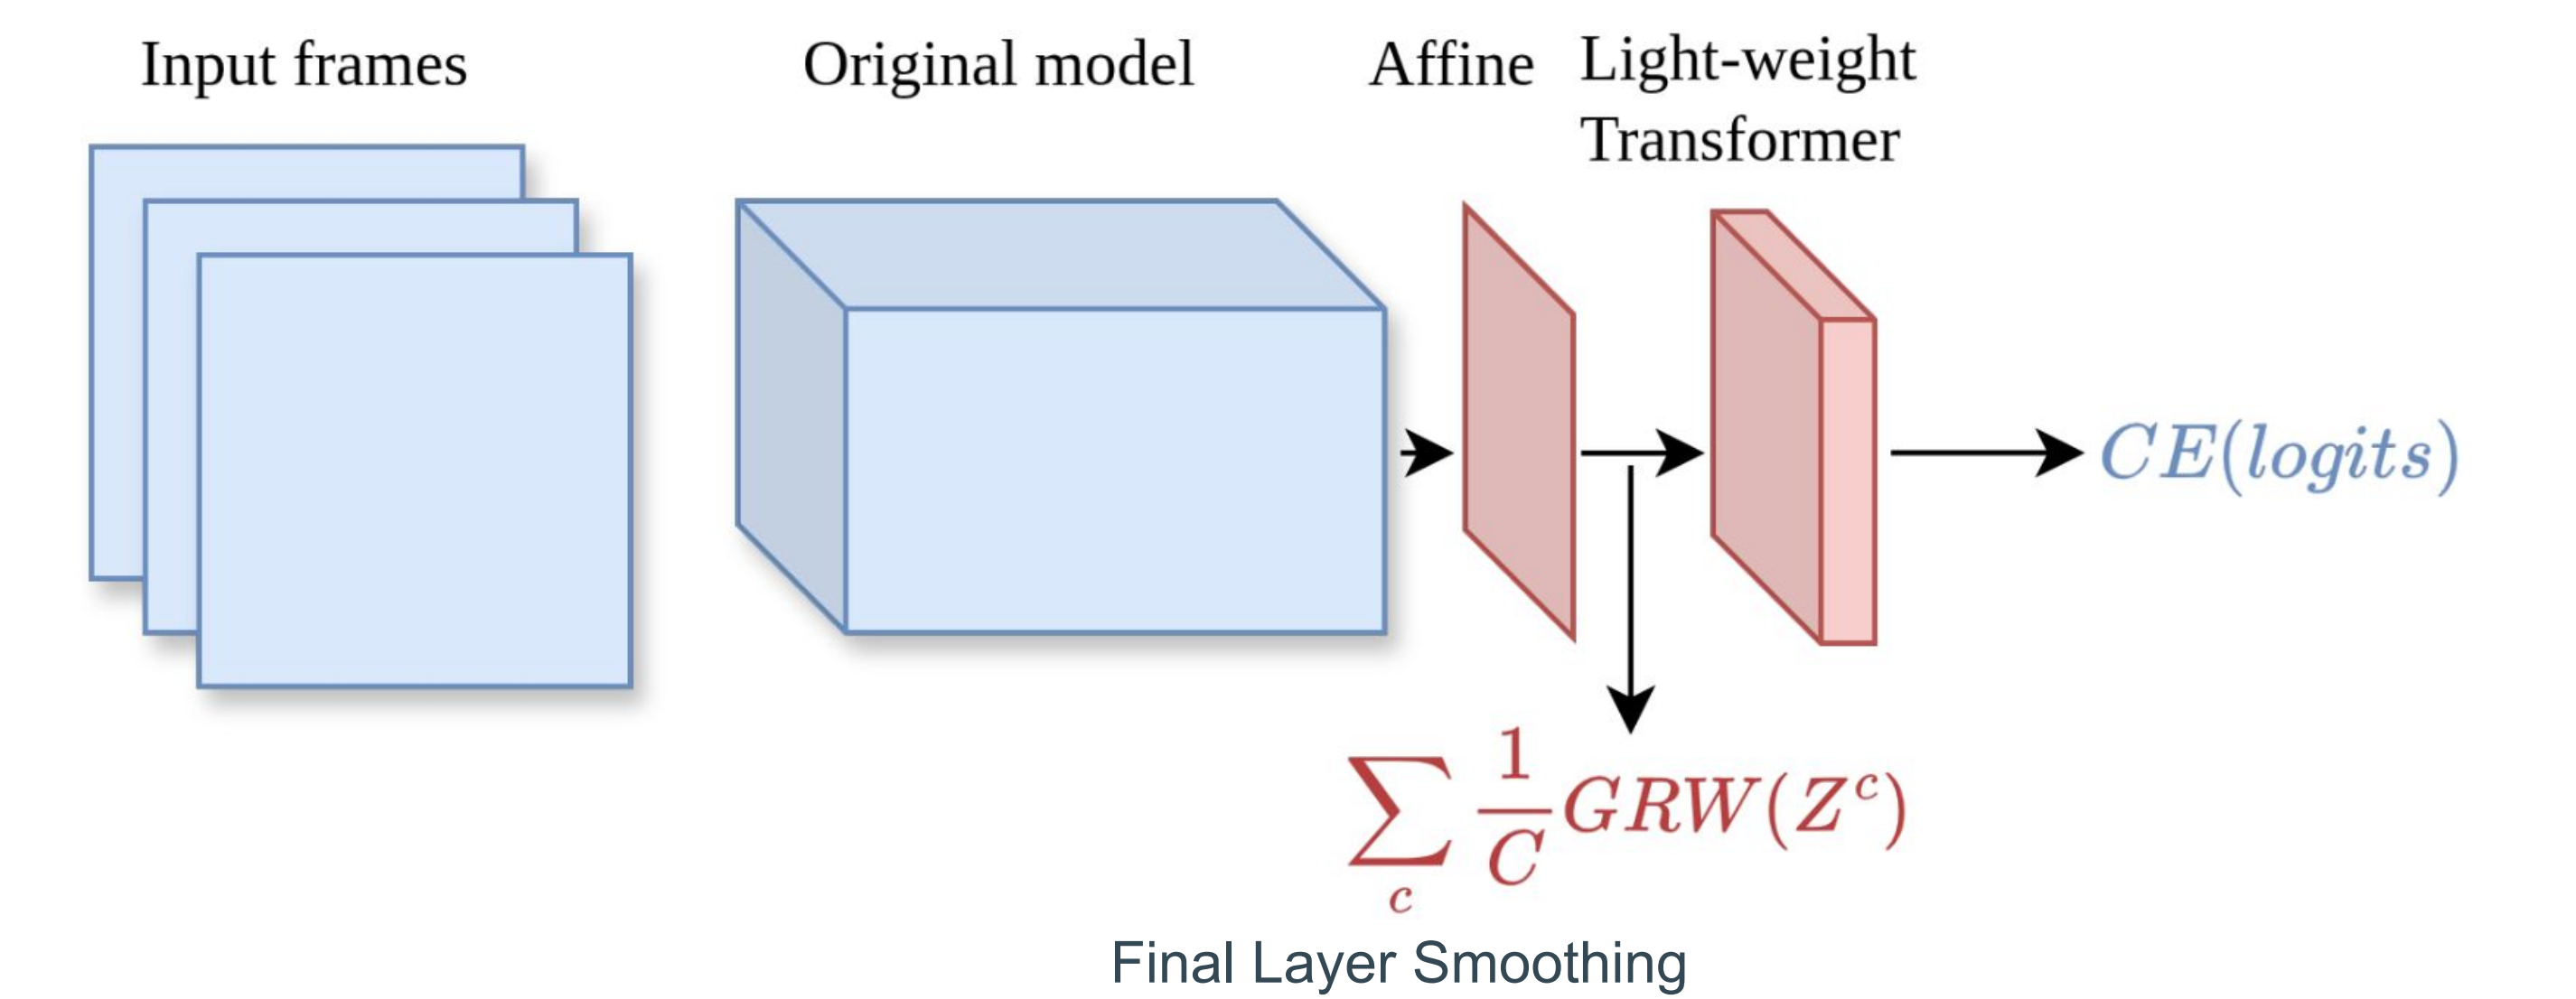 Input frames
Original model
Affine
Light-weight
Transformer
CE(logits)
∑_c 1/C GRW(Z^c)
Final Layer Smoothing